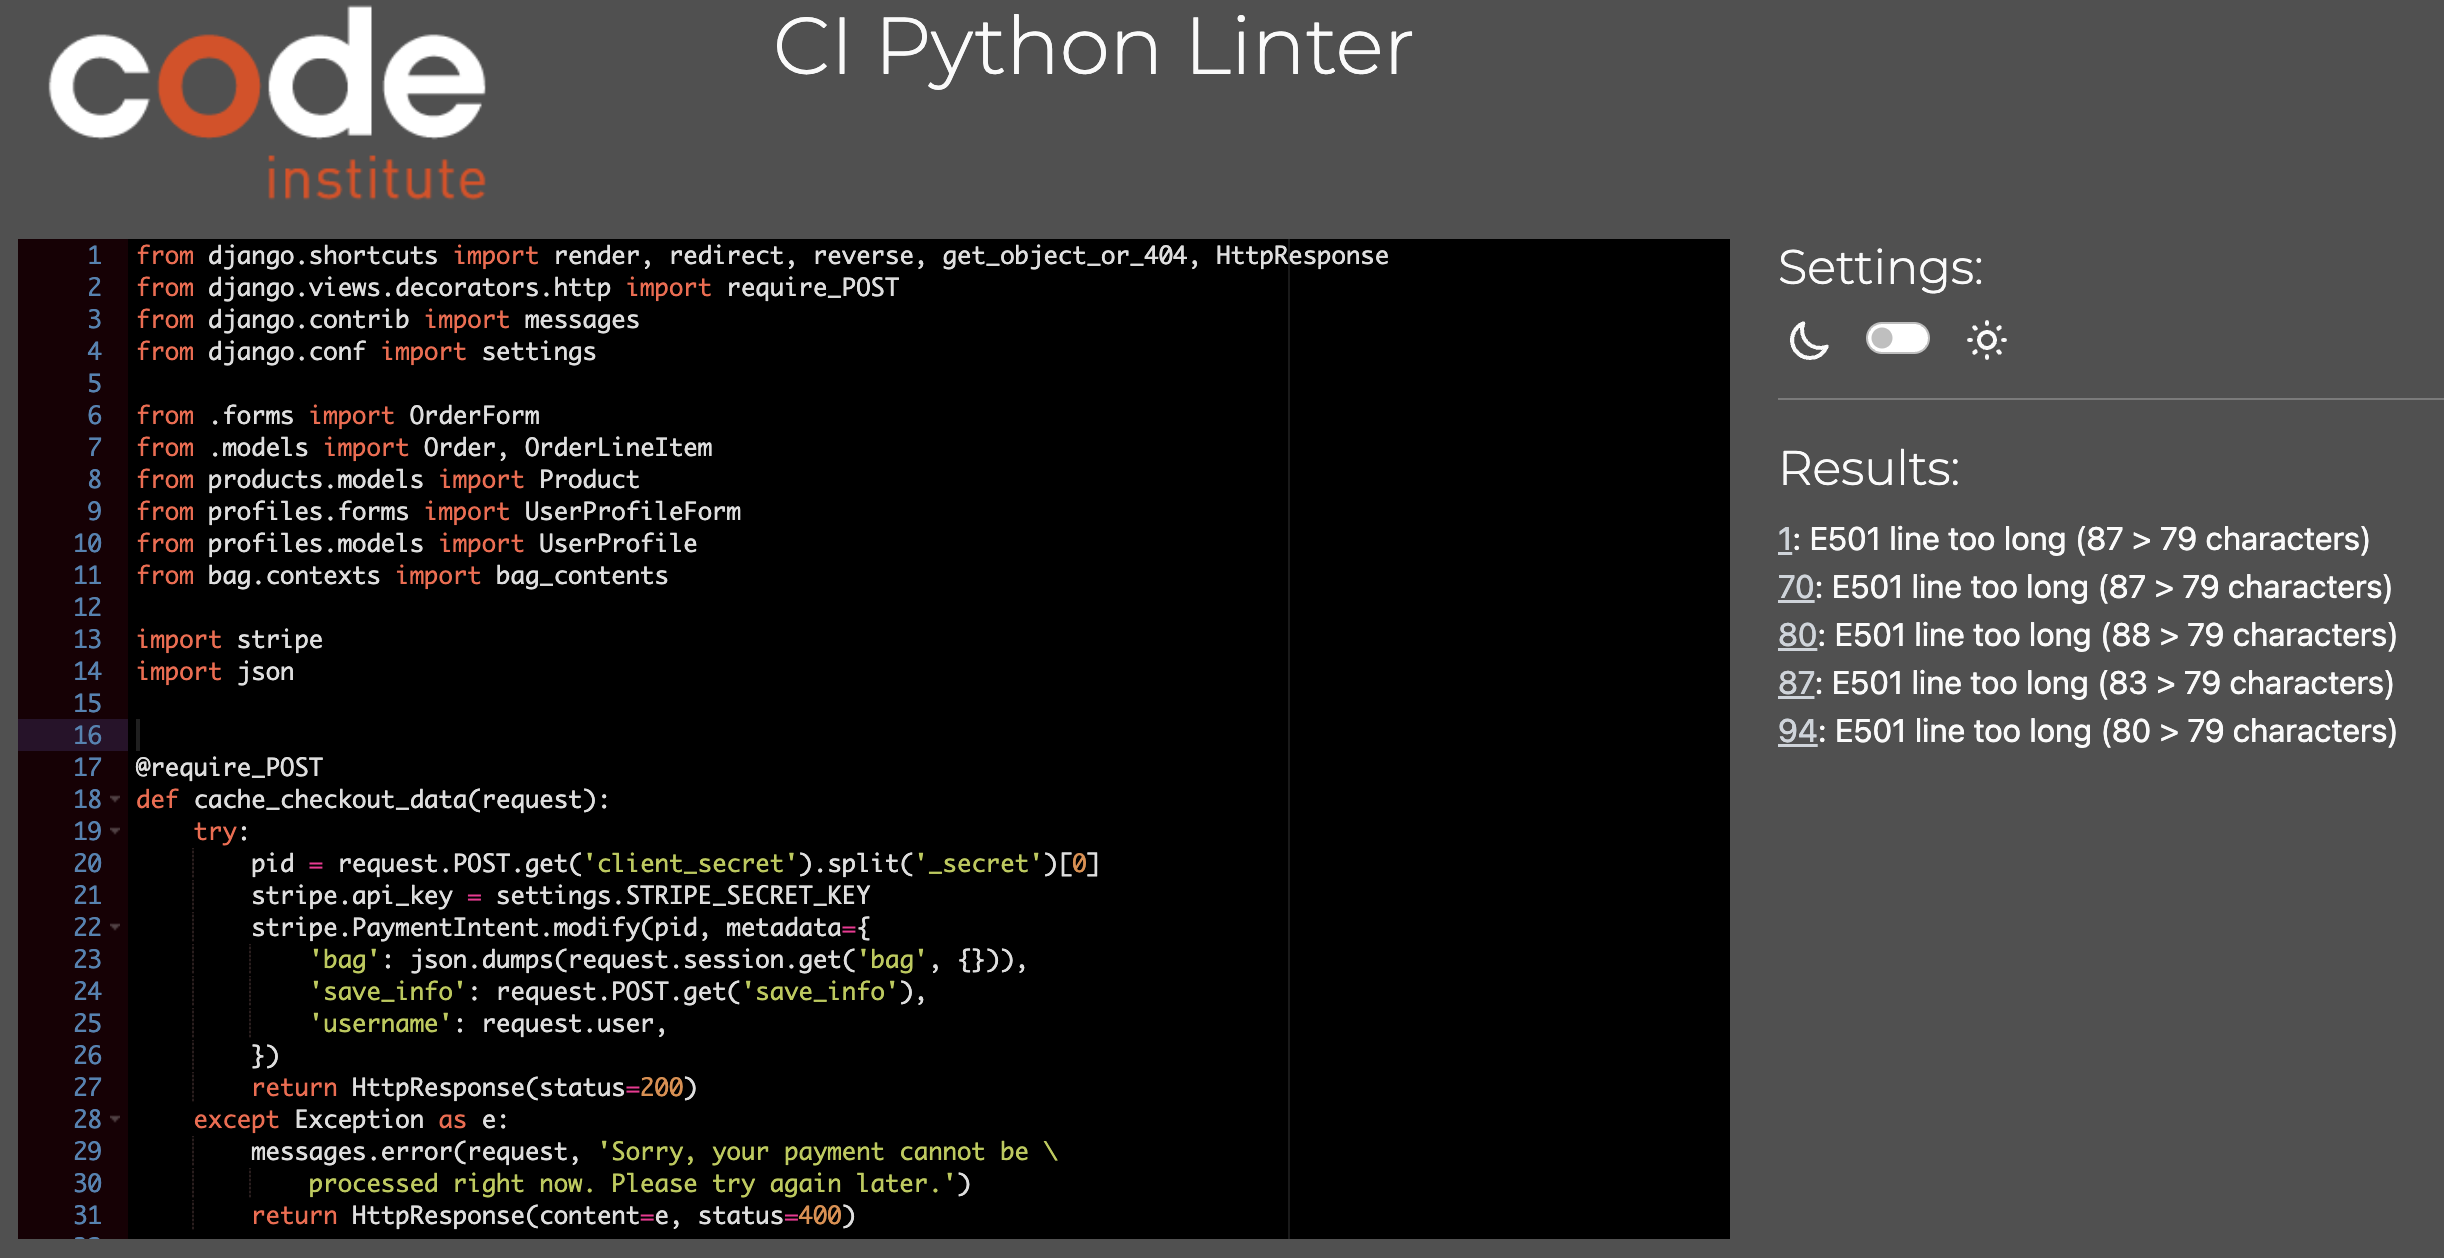 code
institute
CI Python Linter
1 from django.shortcuts import render, redirect, reverse, get_object_or_404, HttpResponse
2 from django.views.decorators.http import require_POST
3 from django.contrib import messages
4 from django.conf import settings
5
6 from .forms import OrderForm
7 from .models import Order, OrderLineItem
8 from products.models import Product
9 from profiles.forms import UserProfileForm
10 from profiles.models import UserProfile
11 from bag.contexts import bag_contents
12
13 import stripe
14 import json
15
16
17 @require_POST
18 def cache_checkout_data(request):
19     try:
20         pid = request.POST.get('client_secret').split('_secret')[0]
21         stripe.api_key = settings.STRIPE_SECRET_KEY
22         stripe.PaymentIntent.modify(pid, metadata={
23             'bag': json.dumps(request.session.get('bag', {})),
24             'save_info': request.POST.get('save_info'),
25             'username': request.user,
26         })
27         return HttpResponse(status=200)
28     except Exception as e:
29         messages.error(request, 'Sorry, your payment cannot be \
30             processed right now. Please try again later.')
31         return HttpResponse(content=e, status=400)
Settings:
Results:
1: E501 line too long (87 > 79 characters)
70: E501 line too long (87 > 79 characters)
80: E501 line too long (88 > 79 characters)
87: E501 line too long (83 > 79 characters)
94: E501 line too long (80 > 79 characters)